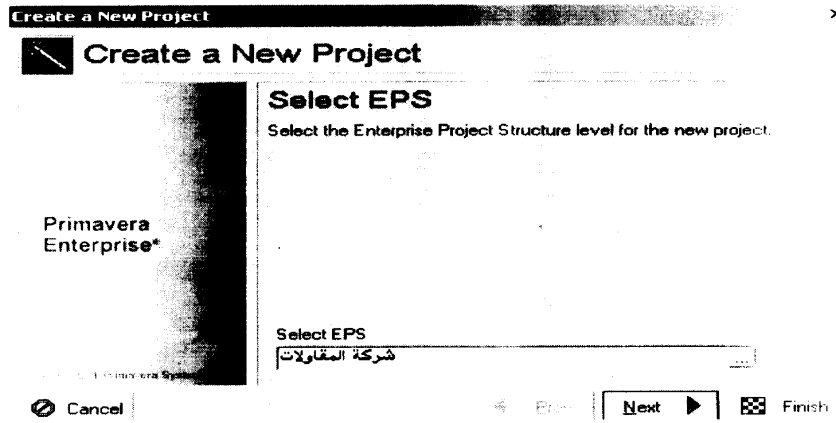 Create a New Project
Create a New Project
Select EPS
Select the Enterprise Project Structure level for the new project.
Primavera
Enterprise*
Select EPS
شركة المقاولات
...
Cancel
Next
Finish